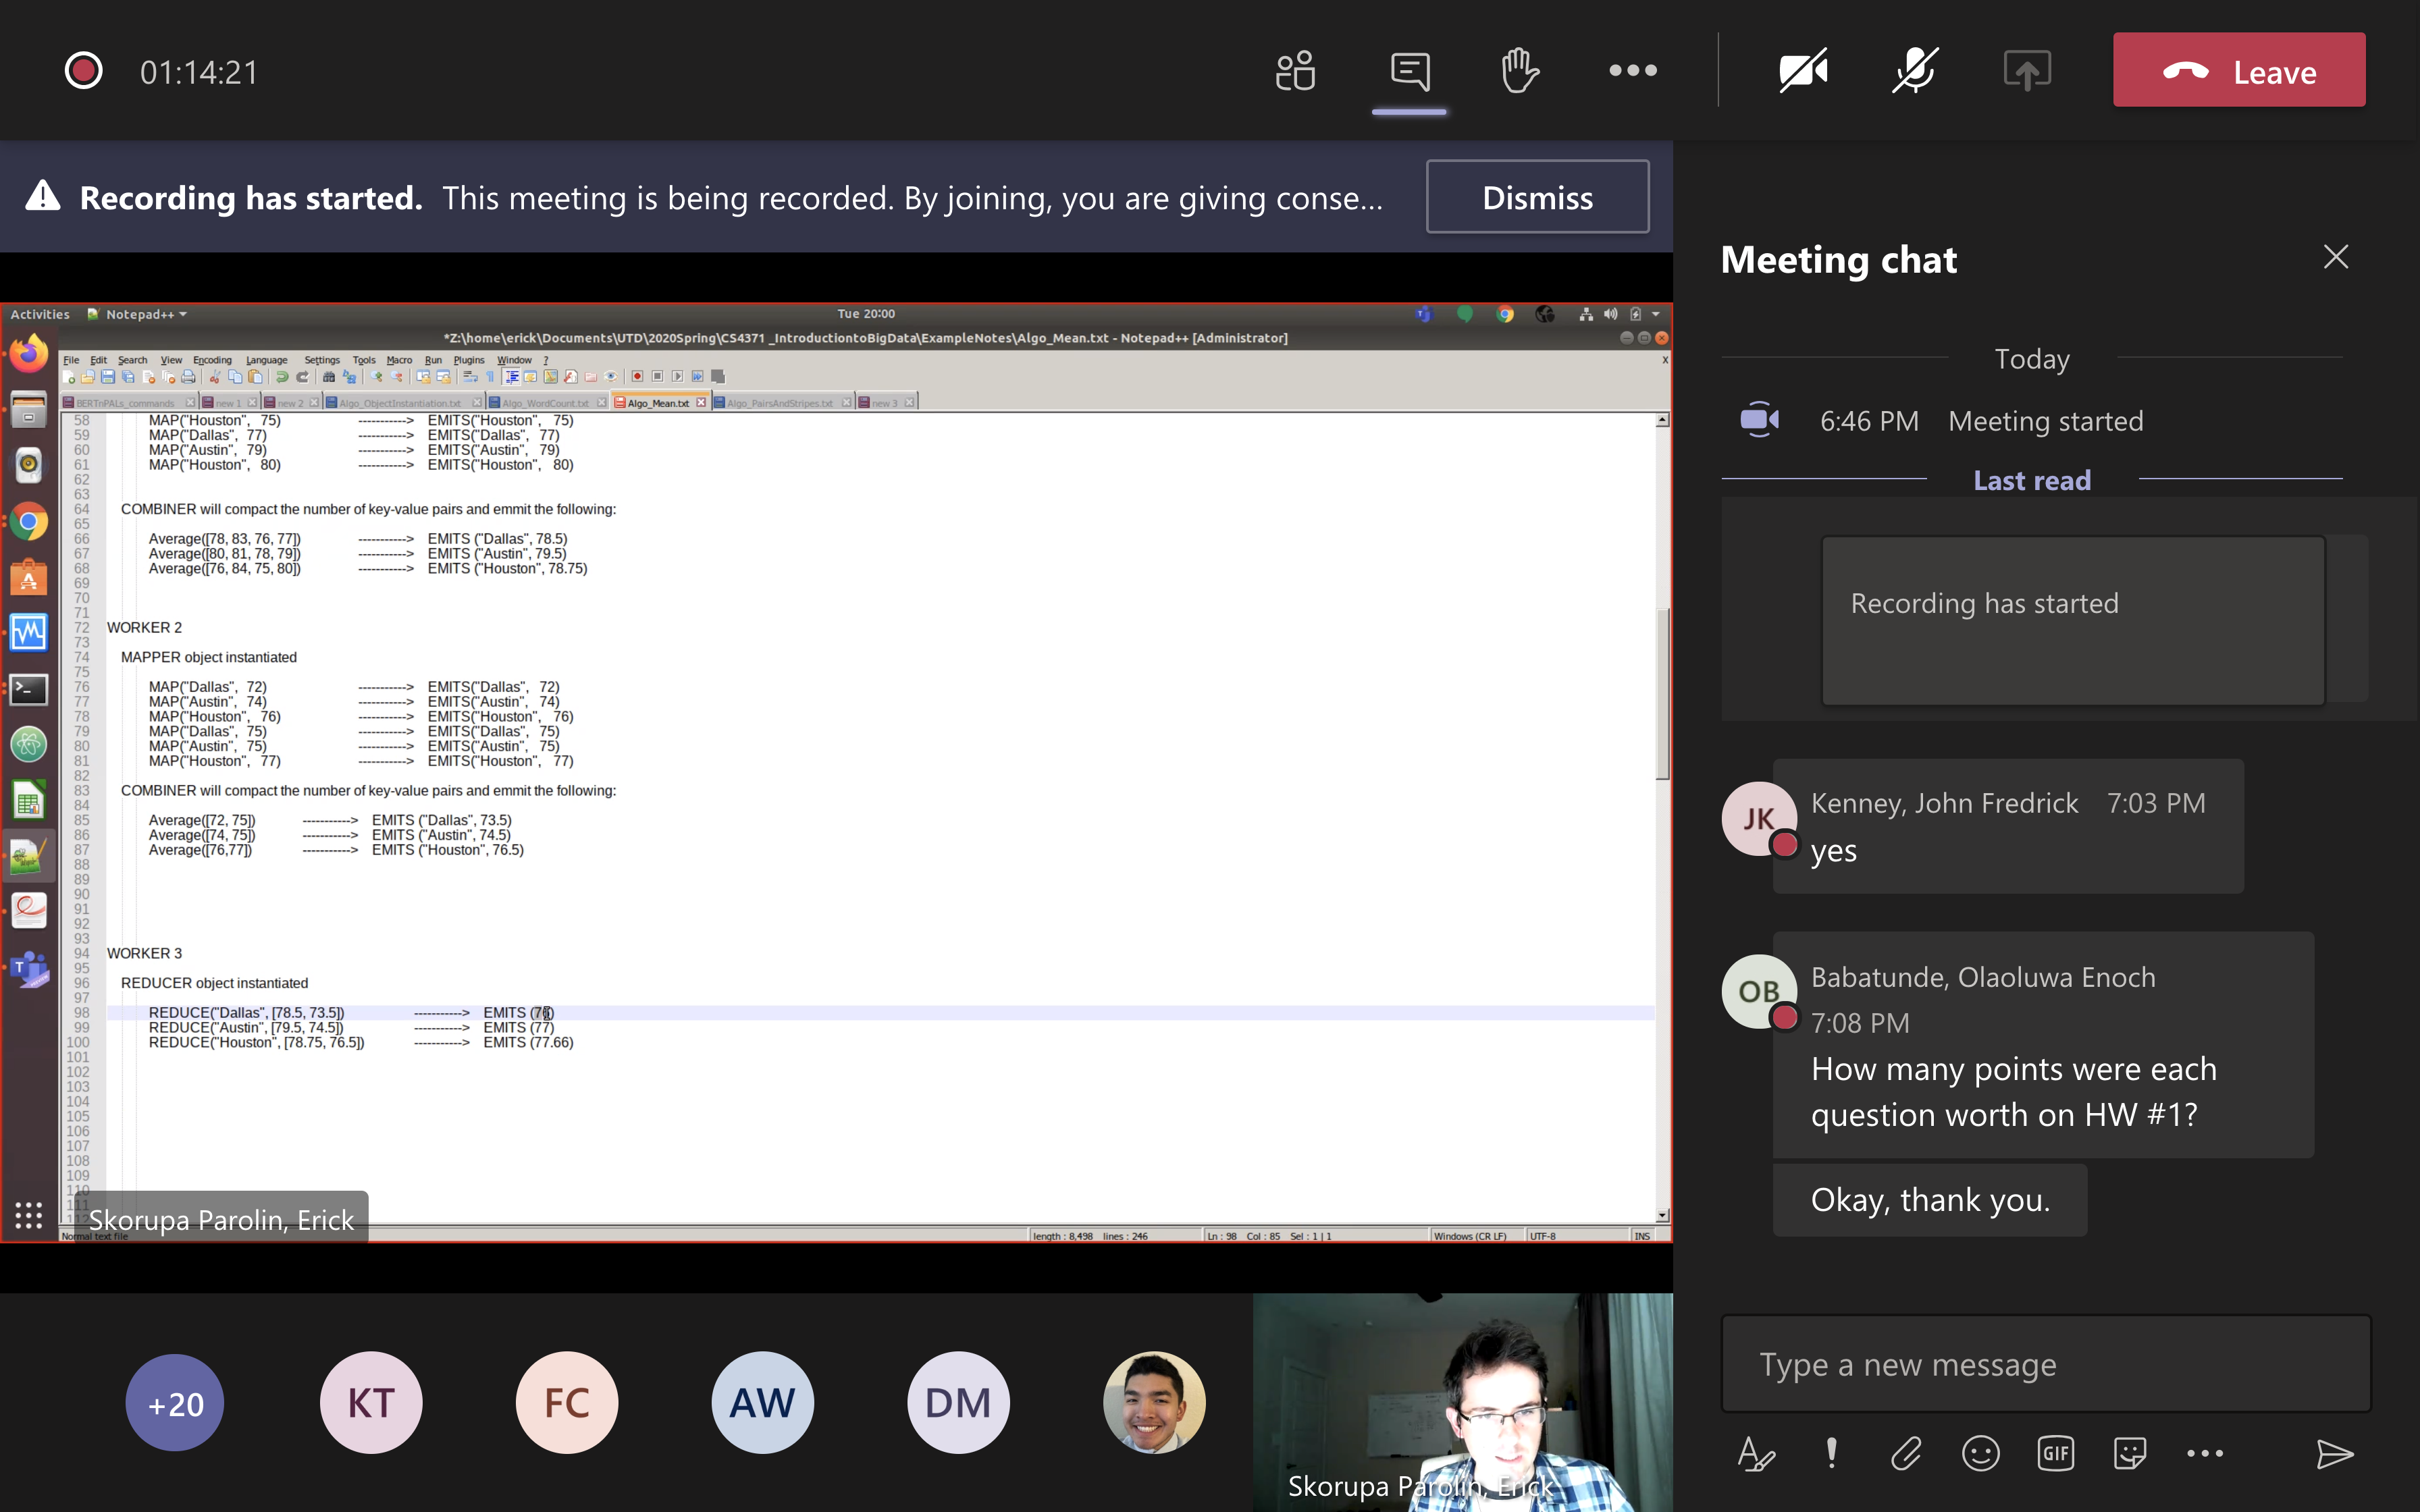 01:14:21
Leave
Recording has started. This meeting is being recorded. By joining, you are giving conse...
Dismiss
Activities Notepad++
Tue 20:00
*Z:\home\erick\Documents\UTD\2020Spring\CS4371 _IntroductiontoBigData\ExampleNotes\Algo_Mean.txt - Notepad++ [Administrator]
File Edit Search View Encoding Language Settings Tools Macro Run Plugins Window ?
X
BERTnPALs_commands new 1 new 2 Algo_ObjectInstantiation.txt Algo_WordCount.txt Algo_Mean.txt Algo_PairsAndStripes.txt new 3
58 MAP("Houston", 75) -----------> EMITS("Houston", 75)
59 MAP("Dallas", 77) -----------> EMITS("Dallas", 77)
60 MAP("Austin", 79) -----------> EMITS("Austin", 79)
61 MAP("Houston", 80) -----------> EMITS("Houston", 80)
62
63
64 COMBINER will compact the number of key-value pairs and emmit the following:
65
66 Average([78, 83, 76, 77]) -----------> EMITS ("Dallas", 78.5)
67 Average([80, 81, 78, 79]) -----------> EMITS ("Austin", 79.5)
68 Average([76, 84, 75, 80]) -----------> EMITS ("Houston", 78.75)
69
70
71
72 WORKER 2
73
74 MAPPER object instantiated
75
76 MAP("Dallas", 72) -----------> EMITS("Dallas", 72)
77 MAP("Austin", 74) -----------> EMITS("Austin", 74)
78 MAP("Houston", 76) -----------> EMITS("Houston", 76)
79 MAP("Dallas", 75) -----------> EMITS("Dallas", 75)
80 MAP("Austin", 75) -----------> EMITS("Austin", 75)
81 MAP("Houston", 77) -----------> EMITS("Houston", 77)
82
83 COMBINER will compact the number of key-value pairs and emmit the following:
84
85 Average([72, 75]) -----------> EMITS ("Dallas", 73.5)
86 Average([74, 75]) -----------> EMITS ("Austin", 74.5)
87 Average([76,77]) -----------> EMITS ("Houston", 76.5)
88
89
90
91
92
93
94 WORKER 3
95
96 REDUCER object instantiated
97
98 REDUCE("Dallas", [78.5, 73.5]) -----------> EMITS (76)
99 REDUCE("Austin", [79.5, 74.5]) -----------> EMITS (77)
100 REDUCE("Houston", [78.75, 76.5]) -----------> EMITS (77.66)
101
102
103
104
105
106
107
108
109
110
Skorupa Parolin, Erick
Normal text file
length : 8,498 lines : 246
Ln : 98 Col : 85 Sel : 1 | 1
Windows (CR LF)
UTF-8
INS
+20
KT
FC
AW
DM
Skorupa Parolin, Erick
Meeting chat
Today
6:46 PM Meeting started
Last read
Recording has started
JK
Kenney, John Fredrick 7:03 PM
yes
OB
Babatunde, Olaoluwa Enoch
7:08 PM
How many points were each
question worth on HW #1?
Okay, thank you.
Type a new message
GIF